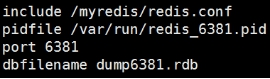 include /myredis/redis.conf
pidfile /var/run/redis_6381.pid
port 6381
dbfilename dump6381.rdb